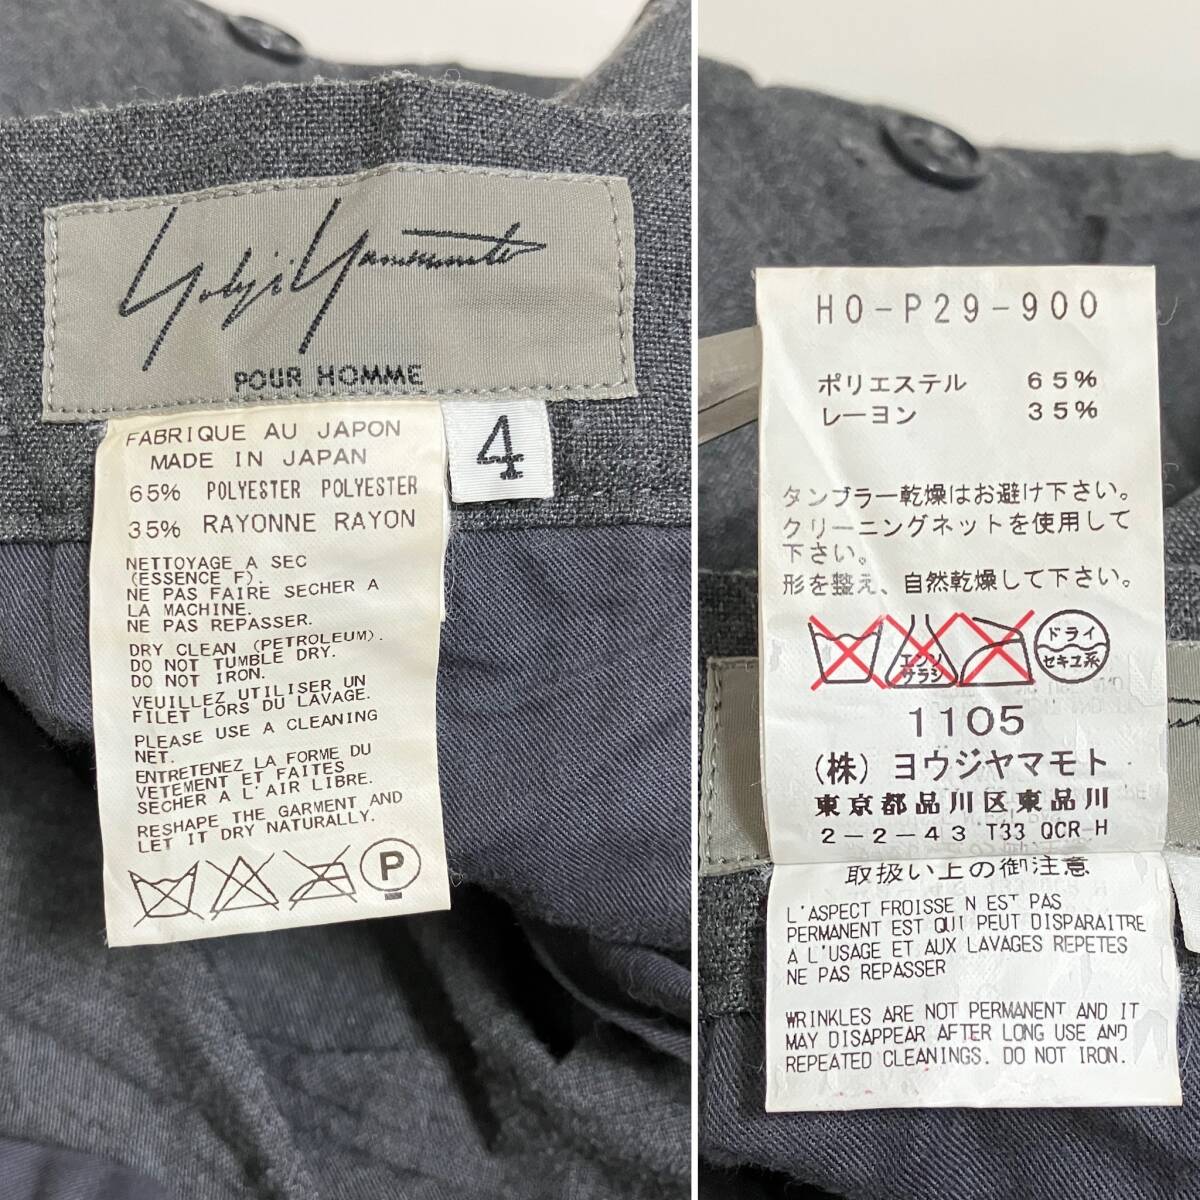 Yohji Yamamoto
POUR HOMME
FABRIQUE AU JAPON
MADE IN JAPAN
65% POLYESTER POLYESTER
35% RAYONNE RAYON
NETTOYAGE A SEC
(ESSENCE F).
NE PAS FAIRE SECHER A
LA MACHINE.
NE PAS REPASSER.
DRY CLEAN (PETROLEUM).
DO NOT TUMBLE DRY.
DO NOT IRON.
VEUILLEZ UTILISER UN
FILET LORS DU LAVAGE.
PLEASE USE A CLEANING
NET.
ENTRETENEZ LA FORME DU
VETEMENT ET FAITES
SECHER A L'AIR LIBRE.
RESHAPE THE GARMENT AND
LET IT DRY NATURALLY.
P
4
HO-P29-900
ポリエステル 65%
レーヨン 35%
タンブラー乾燥はお避け下さい。
クリーニングネットを使用して
下さい。
形を整え、自然乾燥して下さい。
エンソ
サラシ
ドライ
セキユ系
1105
(株)ヨウジヤマモト
東京都品川区東品川
2-2-43 T33 QCR-H
取扱い上の御注意
L'ASPECT FROISSE N EST PAS
PERMANENT EST QUI PEUT DISPARAITRE
A L'USAGE ET AUX LAVAGES REPETES
NE PAS REPASSER
WRINKLES ARE NOT PERMANENT AND IT
MAY DISAPPEAR AFTER LONG USE AND
REPEATED CLEANINGS. DO NOT IRON.